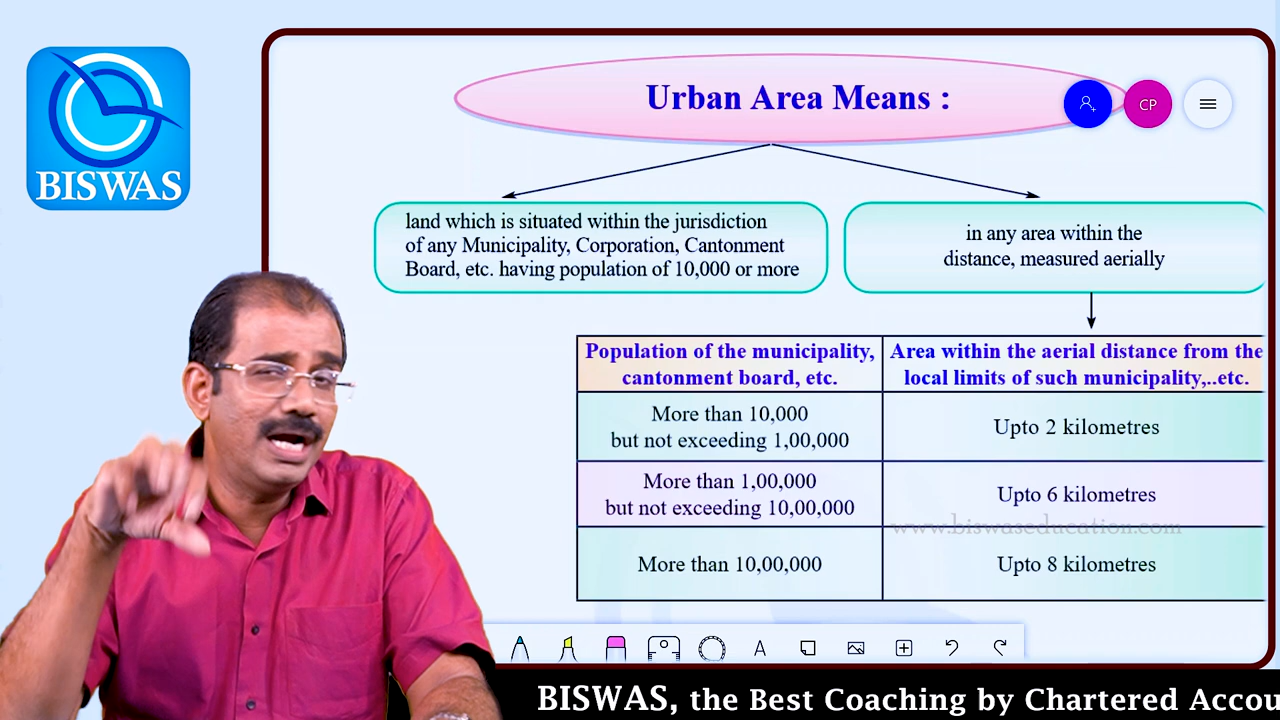 BISWAS
Urban Area Means :
CP
land which is situated within the jurisdiction
of any Municipality, Corporation, Cantonment
Board, etc. having population of 10,000 or more
in any area within the
distance, measured aerially
Population of the municipality,
cantonment board, etc.
Area within the aerial distance from the
local limits of such municipality,..etc.
More than 10,000
but not exceeding 1,00,000
Upto 2 kilometres
More than 1,00,000
but not exceeding 10,00,000
Upto 6 kilometres
www.biswaseducation.com
More than 10,00,000
Upto 8 kilometres
A
BISWAS, the Best Coaching by Chartered Accou